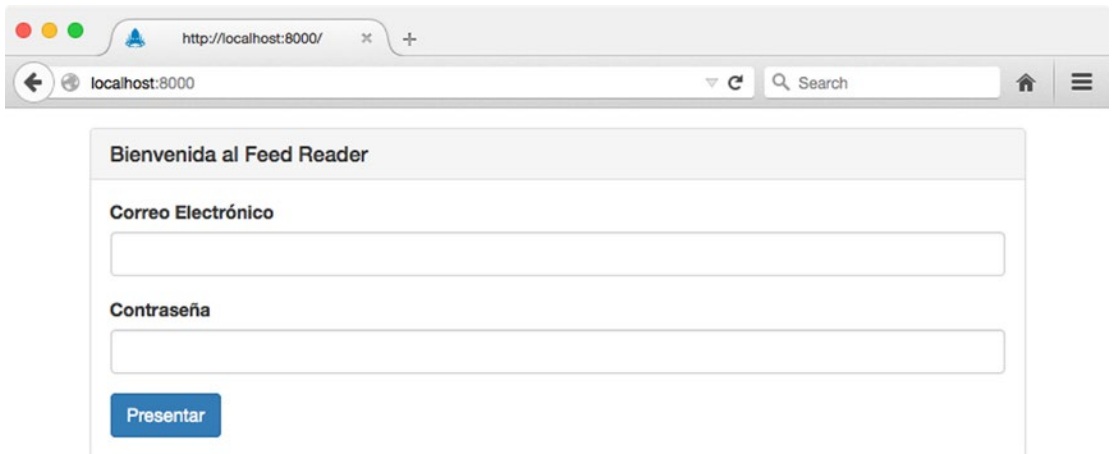 http://localhost:8000/
localhost:8000
Search
Bienvenida al Feed Reader
Correo Electrónico
Contraseña
Presentar